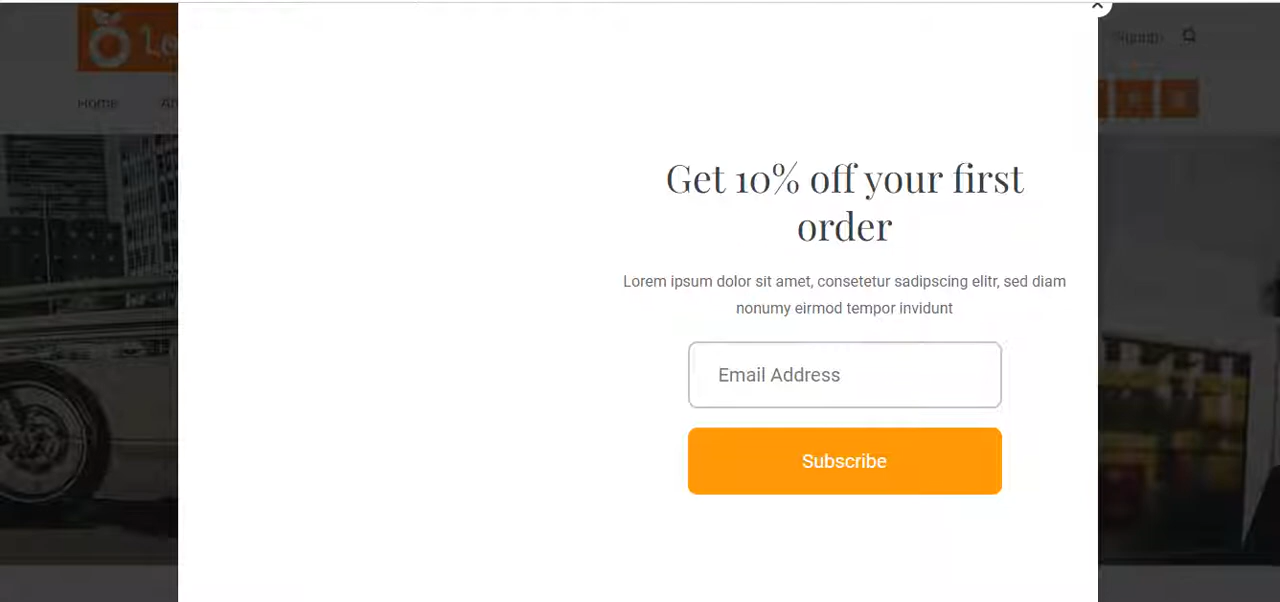 Home
Get 10% off your first
order
Lorem ipsum dolor sit amet, consetetur sadipscing elitr, sed diam
nonumy eirmod tempor invidunt
Email Address
Subscribe